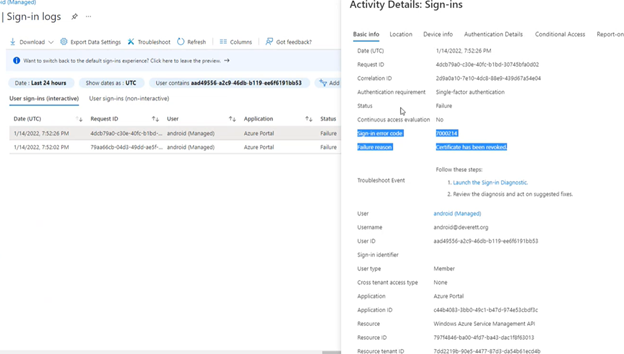 (Managed)
| Sign-in logs
Download
Export Data Settings
Troubleshoot
Refresh
Columns
Got feedback?
Want to switch back to the default sign-ins experience? Click here to leave the preview.
Date : Last 24 hours
Show dates as : UTC
User contains aad49556-a2c9-46db-b119-ee6f6191bb53
Add
User sign-ins (interactive)
User sign-ins (non-interactive)
Date (UTC) Request ID User Application Status
1/14/2022, 7:52:26 PM 4dcb79a0-c30e-40fc-b1bd-... android (Managed) Azure Portal Failure
1/14/2022, 7:52:02 PM 79aa66cb-04d3-49dd-ae5f-... android (Managed) Azure Portal Failure
Activity Details: Sign-ins
Basic info Location Device info Authentication Details Conditional Access Report-on
Date (UTC) 1/14/2022, 7:52:26 PM
Request ID 4dcb79a0-c30e-40fc-b1bd-30745bfa0d02
Correlation ID
Authentication requirement Single-factor authentication
Status Failure
Continuous access evaluation No
Sign-in error code 7000214
Failure reason Certificate has been revoked.
Follow these steps:
Troubleshoot Event
1. Launch the Sign-in Diagnostic.
2. Review the diagnosis and act on suggested fixes.
User android (Managed)
Username android@deverett.org
User ID aad49556-a2c9-46db-b119-ee6f6191bb53
Sign-in identifier
User type Member
Cross tenant access type None
Application Azure Portal
Application ID c44b4083-3bb0-49c1-b47d-974e53cbdf3c
Resource Windows Azure Service Management API
Resource ID 797f4846-ba00-4fd7-ba43-dac1f8f63013
Resource tenant ID